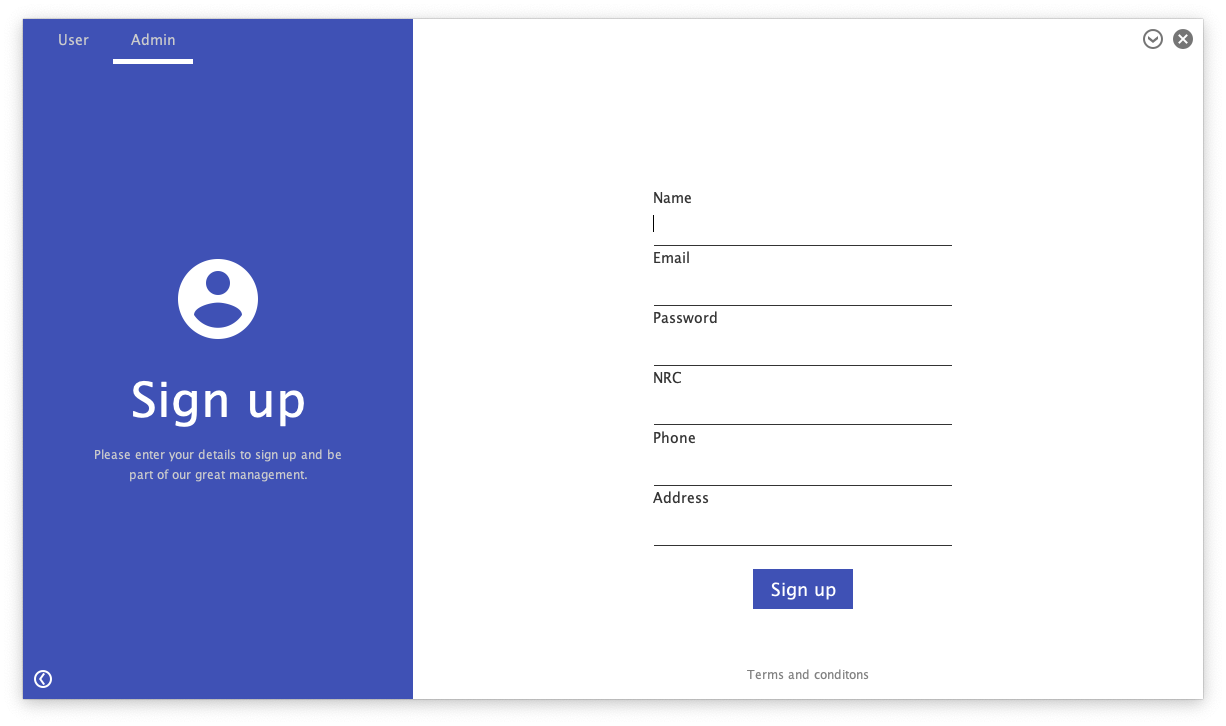 User
Admin
Sign up
Please enter your details to sign up and be
part of our great management.
Name
Email
Password
NRC
Phone
Address
Sign up
Terms and conditons